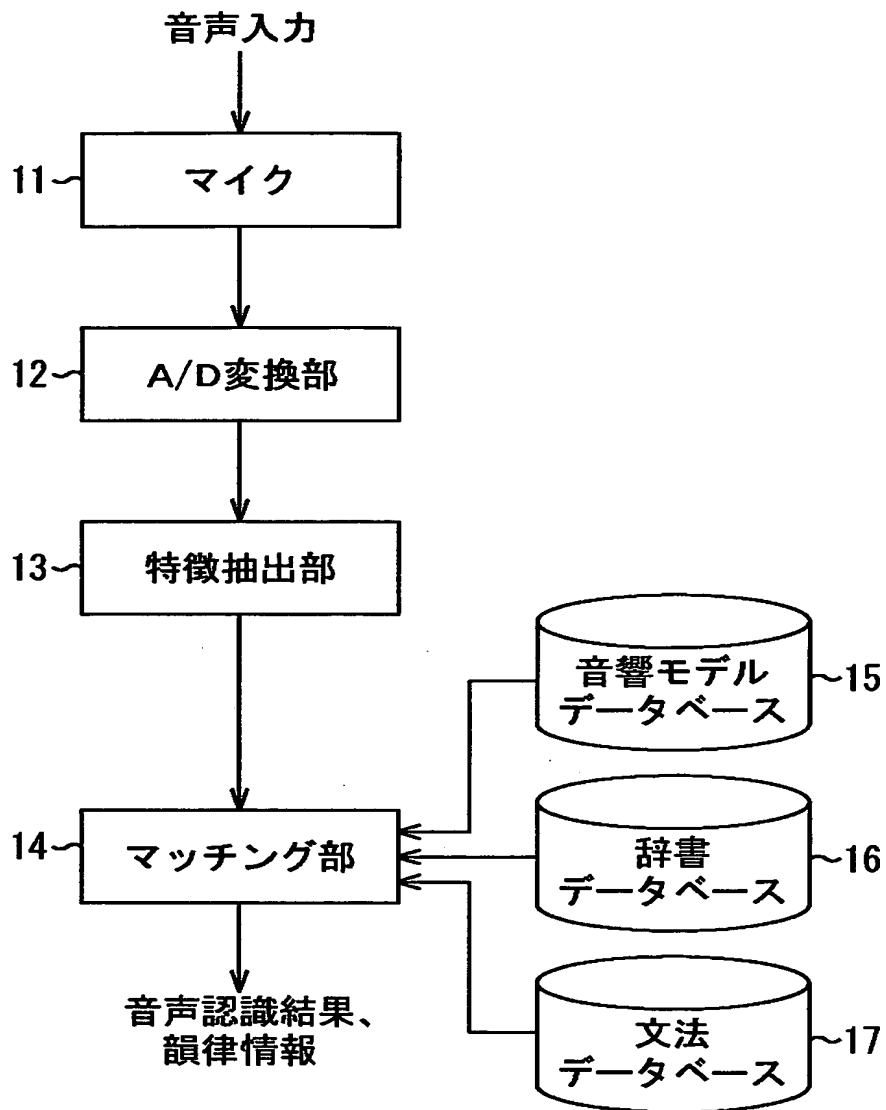 音声入力
11
マイク
12
A/D変換部
13
特徴抽出部
音響モデル
データベース
15
14
マッチング部
辞書
データベース
16
音声認識結果、
韻律情報
文法
データベース
17